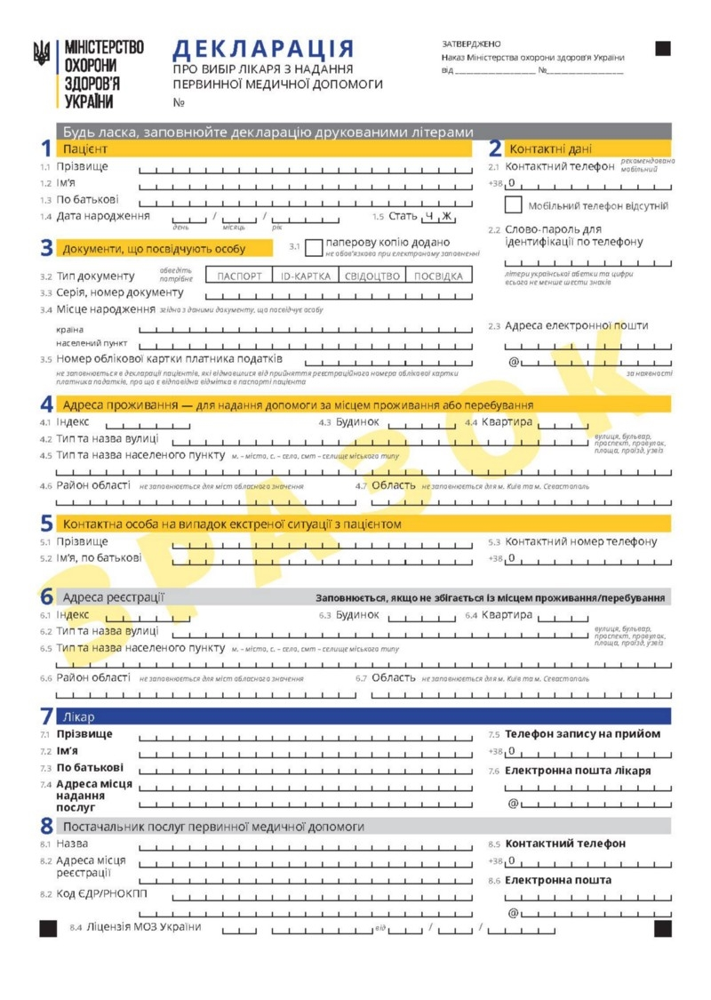 МІНІСТЕРСТВО
ОХОРОНИ
ЗДОРОВ'Я
УКРАЇНИ
ДЕКЛАРАЦІЯ
ПРО ВИБІР ЛІКАРЯ З НАДАННЯ
ПЕРВИННОЇ МЕДИЧНОЇ ДОПОМОГИ
№
ЗАТВЕРДЖЕНО
Наказ Міністерства охорони здоров'я України
від ____________________ №____________________
Будь ласка, заповнюйте декларацію друкованими літерами
1 Пацієнт
1.1 Прізвище
1.2 Ім'я
1.3 По батькові
1.4 Дата народження / /
день місяць рік
1.5 Стать Ч Ж
2 Контактні дані
2.1 Контактний телефон рекомендовано мобільний
+38 0
Мобільний телефон відсутній
2.2 Слово-пароль для
ідентифікації по телефону
літери української абетки та цифри
всього не менше шести знаків
2.3 Адреса електронної пошти
@
за наявності
3 Документи, що посвідчують особу
3.1 паперову копію додано
не обов'язково при електроному заповненні
3.2 Тип документу обведіть потрібне ПАСПОРТ ID-КАРТКА СВІДОЦТВО ПОСВІДКА
3.3 Серія, номер документу
3.4 Місце народження згідно з даними документу, що посвідчує особу
країна
населений пункт
3.5 Номер облікової картки платника податків
не заповнюється в декларації пацієнтів, які відмовилися від прийняття реєстраційного номера облікової картки
платника податків, про що є відповідна відмітка в паспорті пацієнта
4 Адреса проживання — для надання допомоги за місцем проживання або перебування
4.1 Індекс 4.3 Будинок 4.4 Квартира
4.2 Тип та назва вулиці вулиця, бульвар,
проспект, провулок,
площа, проїзд, узвіз
4.5 Тип та назва населеного пункту м. – місто, с. – село, смт – селище міського типу
4.6 Район області не заповнюється для міст обласного значення 4.7 Область не заповнюється для м. Київ та м. Севастополь
5 Контактна особа на випадок екстреної ситуації з пацієнтом
5.1 Прізвище 5.3 Контактний номер телефону
5.2 Ім'я, по батькові +38 0
6 Адреса реєстрації Заповнюється, якщо не збігається із місцем проживання/перебування
6.1 Індекс 6.3 Будинок 6.4 Квартира
6.2 Тип та назва вулиці вулиця, бульвар,
проспект, провулок,
площа, проїзд, узвіз
6.5 Тип та назва населеного пункту м. – місто, с. – село, смт – селище міського типу
6.6 Район області не заповнюється для міст обласного значення 6.7 Область не заповнюється для м. Київ та м. Севастополь
7 Лікар
7.1 Прізвище
7.2 Ім'я
7.3 По батькові
7.4 Адреса місця
надання
послуг
7.5 Телефон запису на прийом
+38 0
7.6 Електронна пошта лікаря
@
8 Постачальник послуг первинної медичної допомоги
8.1 Назва
8.2 Адреса місця
реєстрації
8.2 Код ЄДР/РНОКПП
8.5 Контактний телефон
+38 0
8.6 Електронна пошта
@
8.4 Ліцензія МОЗ України від / /
ЗРАЗОК